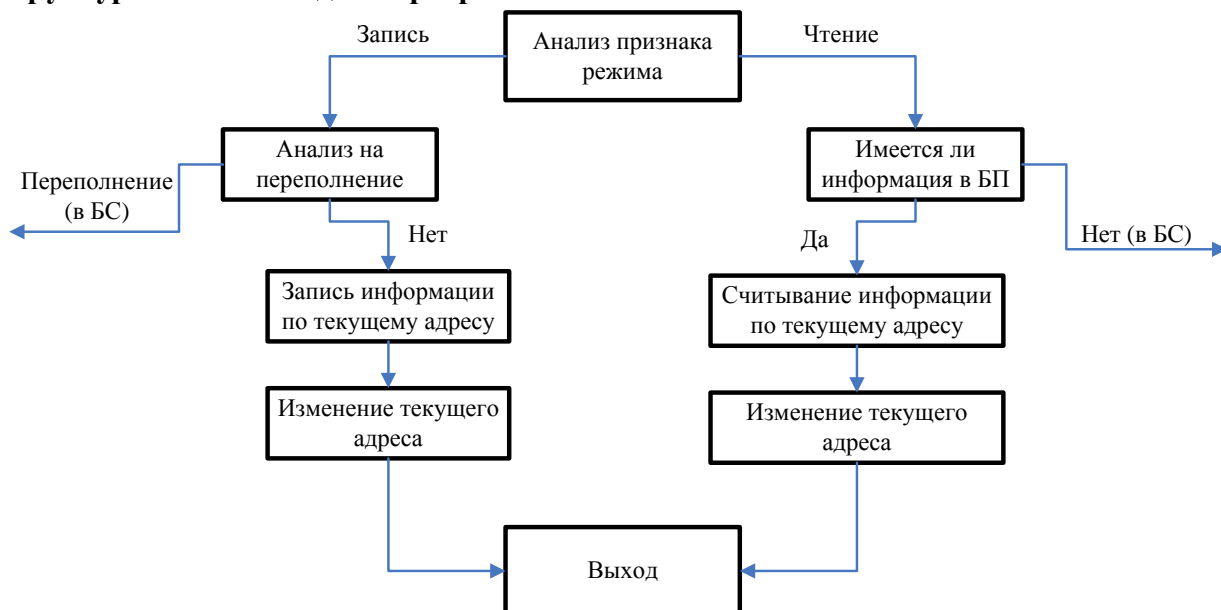 Запись
Анализ признака
режима
Чтение
Анализ на
переполнение
Имеется ли
информация в БП
Переполнение
(в БС)
Нет
Да
Нет (в БС)
Запись информации
по текущему адресу
Считывание информации
по текущему адресу
Изменение текущего
адреса
Изменение текущего
адреса
Выход